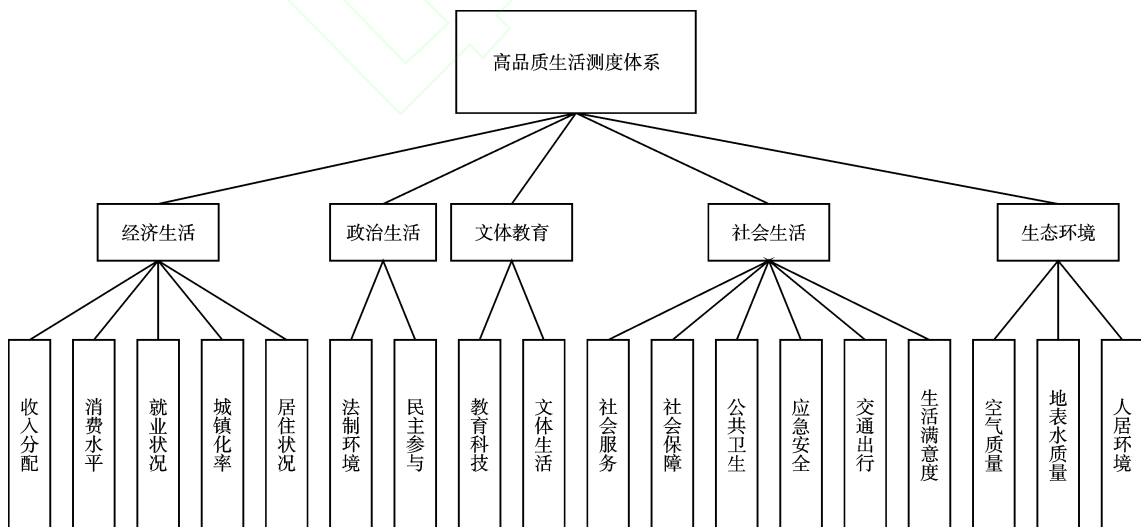 高品质生活测度体系
经济生活
政治生活
文体教育
社会生活
生态环境
收入分配
消费水平
就业状况
城镇化率
居住状况
法制环境
民主参与
教育科技
文体生活
社会服务
社会保障
公共卫生
应急安全
交通出行
生活满意度
空气质量
地表水质量
人居环境